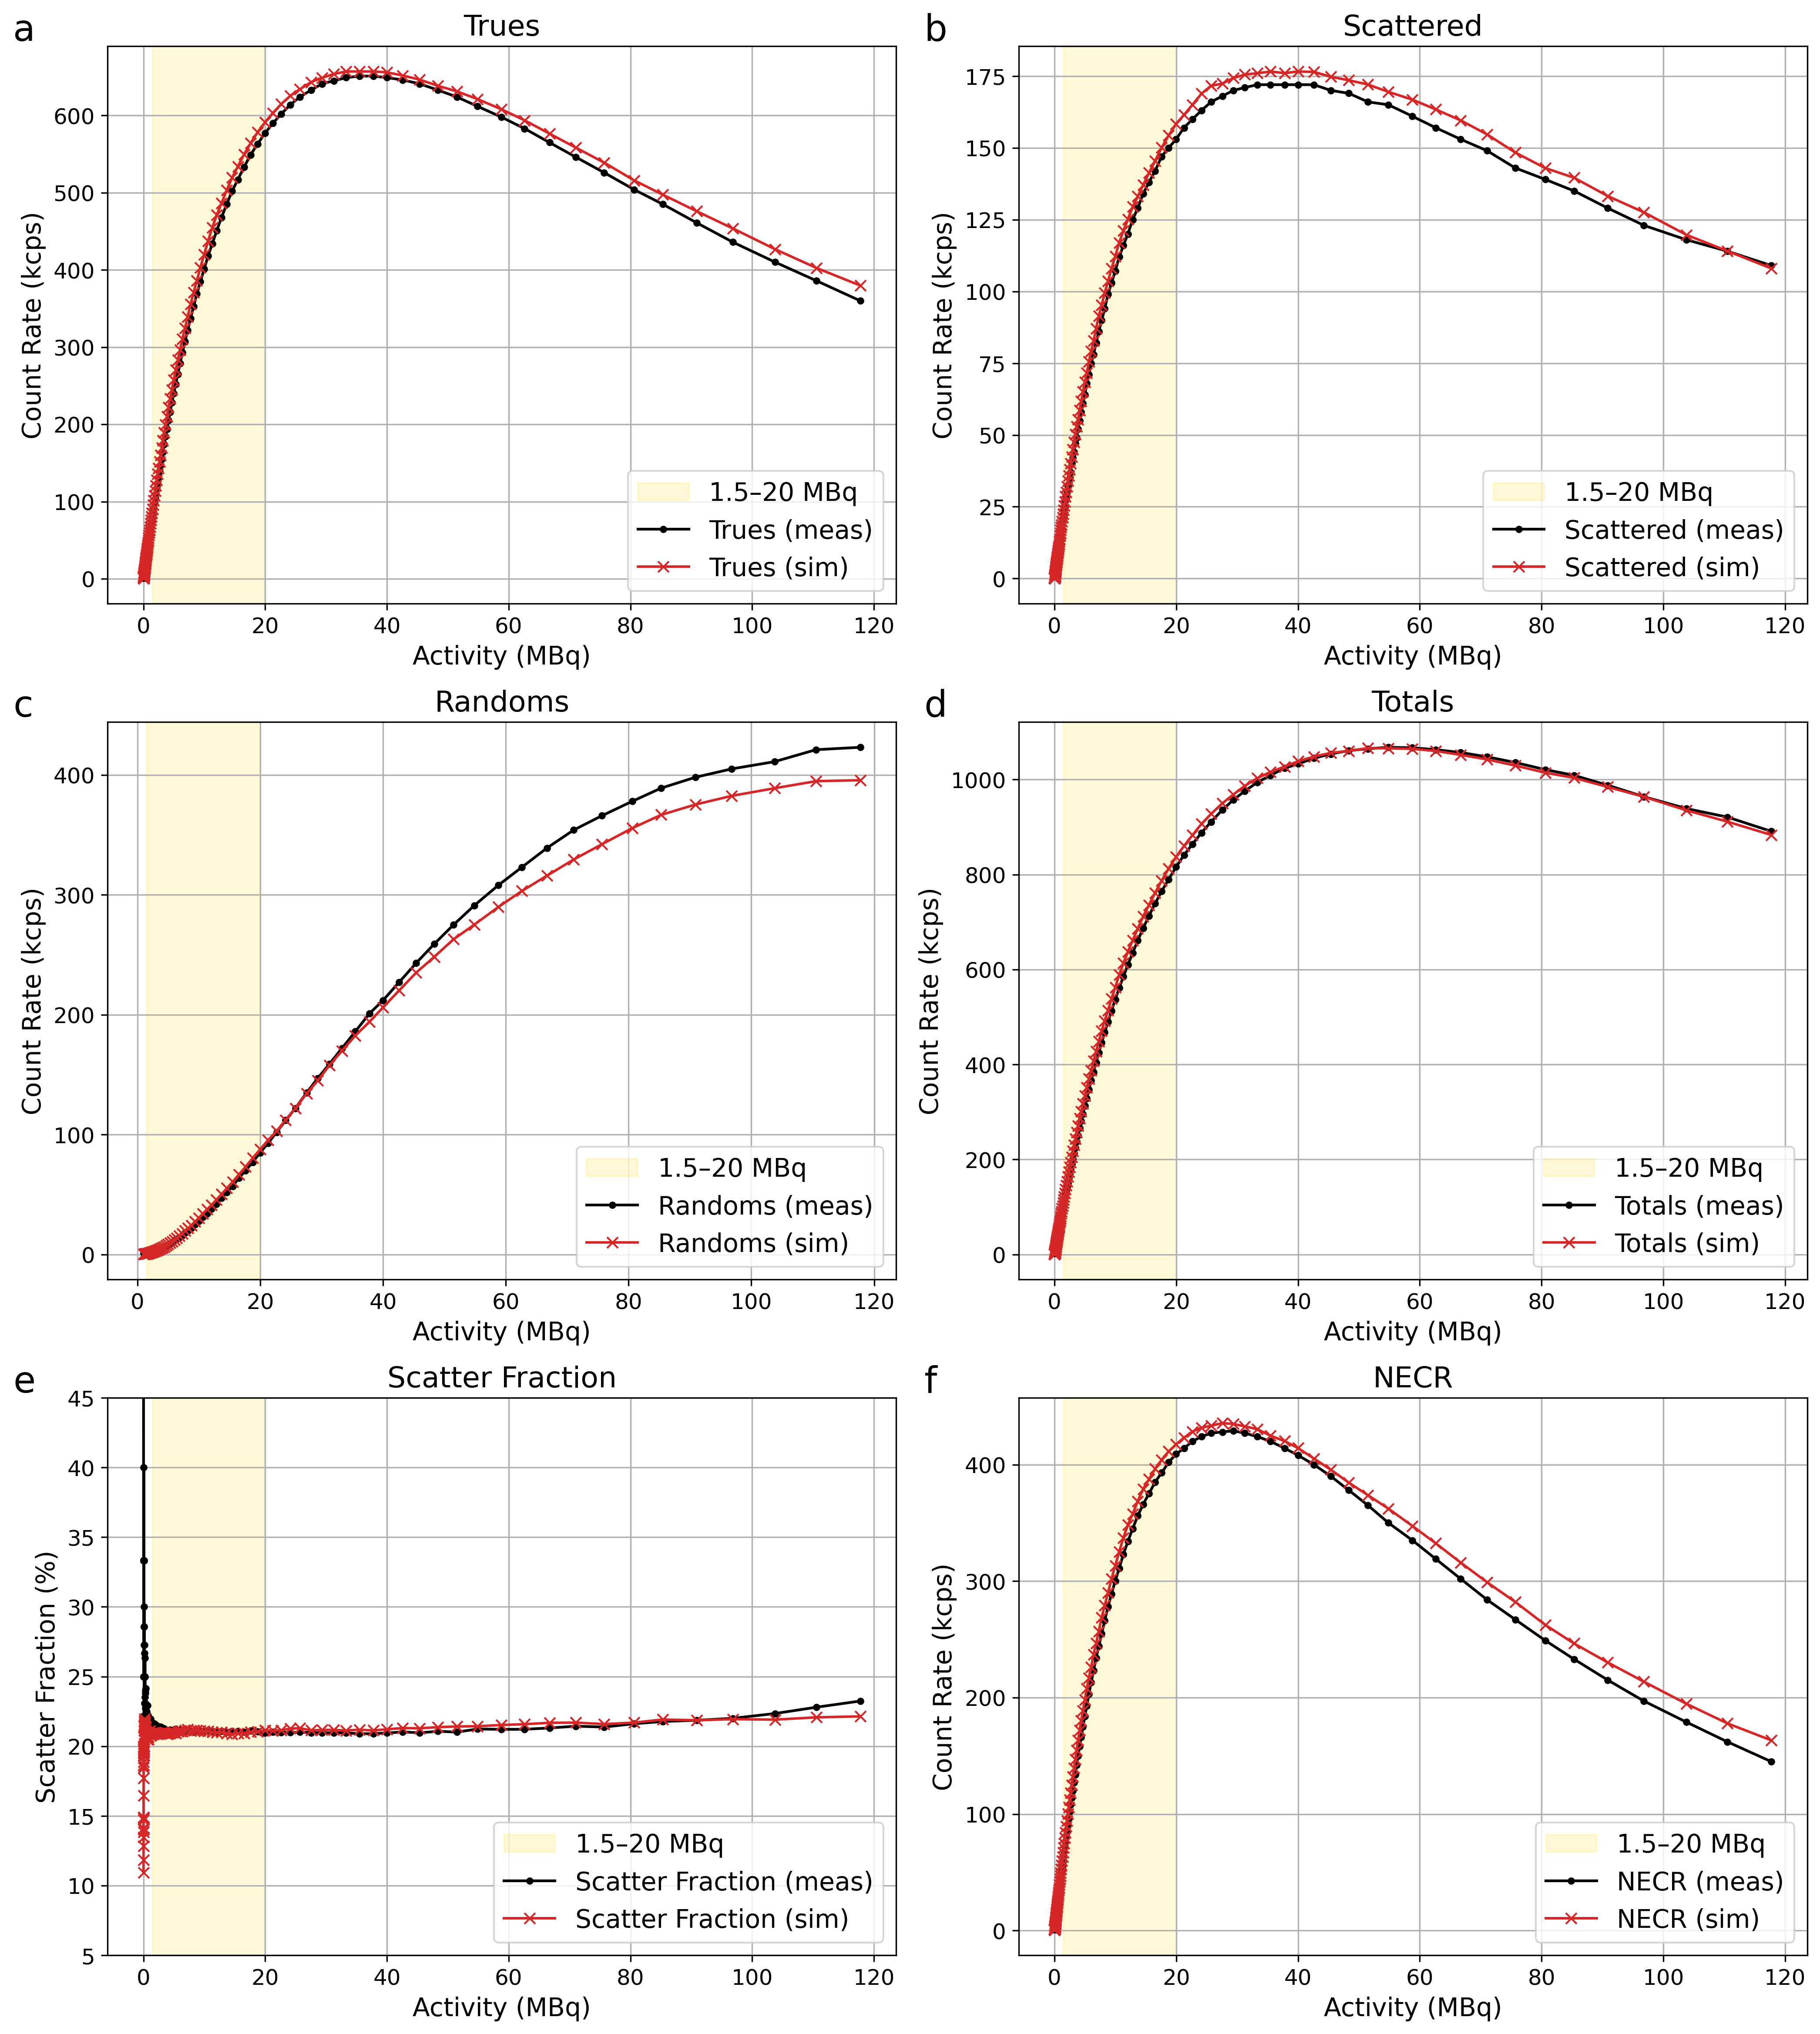 a
Trues
Count Rate (kcps)
600
500
400
300
200
100
0
0 20 40 60 80 100 120
Activity (MBq)
1.5–20 MBq
Trues (meas)
Trues (sim)
b
Scattered
Count Rate (kcps)
175
150
125
100
75
50
25
0
0 20 40 60 80 100 120
Activity (MBq)
1.5–20 MBq
Scattered (meas)
Scattered (sim)
c
Randoms
Count Rate (kcps)
400
300
200
100
0
0 20 40 60 80 100 120
Activity (MBq)
1.5–20 MBq
Randoms (meas)
Randoms (sim)
d
Totals
Count Rate (kcps)
1000
800
600
400
200
0
0 20 40 60 80 100 120
Activity (MBq)
1.5–20 MBq
Totals (meas)
Totals (sim)
e
Scatter Fraction
Scatter Fraction (%)
45
40
35
30
25
20
15
10
5
0 20 40 60 80 100 120
Activity (MBq)
1.5–20 MBq
Scatter Fraction (meas)
Scatter Fraction (sim)
f
NECR
Count Rate (kcps)
400
300
200
100
0
0 20 40 60 80 100 120
Activity (MBq)
1.5–20 MBq
NECR (meas)
NECR (sim)